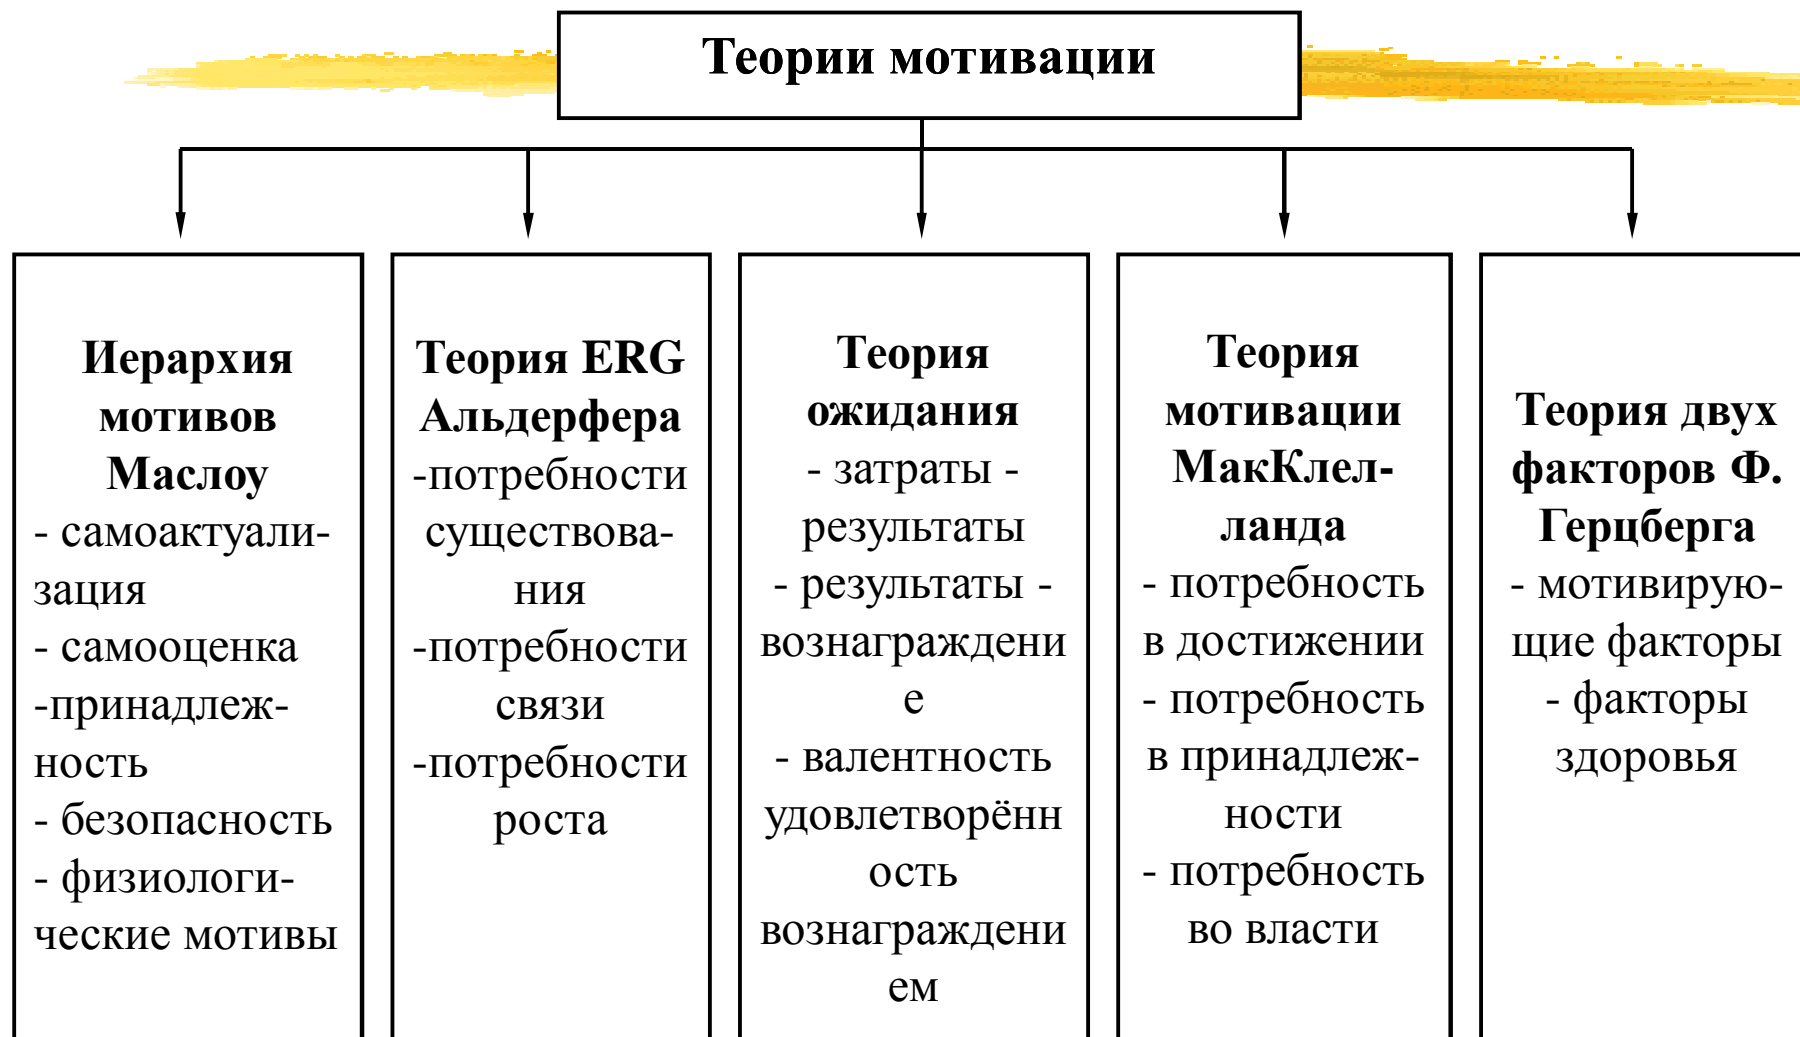 Теории мотивации
Иерархия
мотивов
Маслоу
- самоактуали-
зация
- самооценка
-принадлеж-
ность
- безопасность
- физиологи-
ческие мотивы
Теория ERG
Альдерфера
-потребности
существова-
ния
-потребности
связи
-потребности
роста
Теория
ожидания
- затраты -
результаты
- результаты -
вознаграждени
е
- валентность
удовлетворённ
ость
вознаграждени
ем
Теория
мотивации
МакКлел-
ланда
- потребность
в достижении
- потребность
в принадлеж-
ности
- потребность
во власти
Теория двух
факторов Ф.
Герцберга
- мотивирую-
щие факторы
- факторы
здоровья